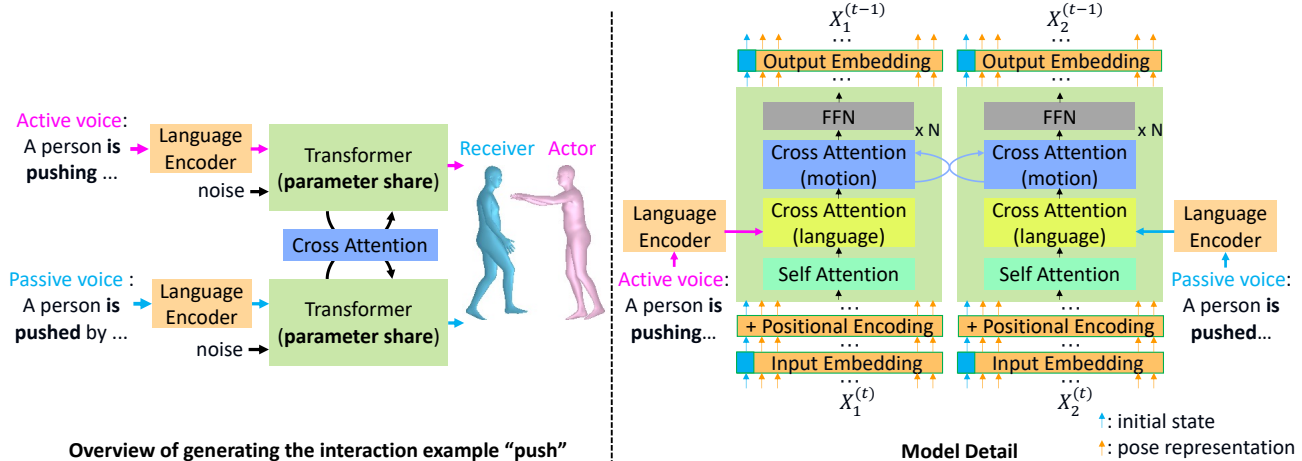 Active voice:
A person is
pushing ...
Language
Encoder
noise
Transformer
(parameter share)
Cross Attention
Passive voice :
A person is
pushed by ...
Language
Encoder
noise
Transformer
(parameter share)
Receiver
Actor
Overview of generating the interaction example “push”
X_1^{(t-1)}
...
Output Embedding
...
FFN
x N
Cross Attention
(motion)
Cross Attention
(language)
Self Attention
...
+ Positional Encoding
...
Input Embedding
...
X_1^{(t)}
Language
Encoder
Active voice:
A person is
pushing...
X_2^{(t-1)}
...
Output Embedding
...
FFN
x N
Cross Attention
(motion)
Cross Attention
(language)
Self Attention
...
+ Positional Encoding
...
Input Embedding
...
X_2^{(t)}
Language
Encoder
Passive voice:
A person is
pushed...
: initial state
: pose representation
Model Detail